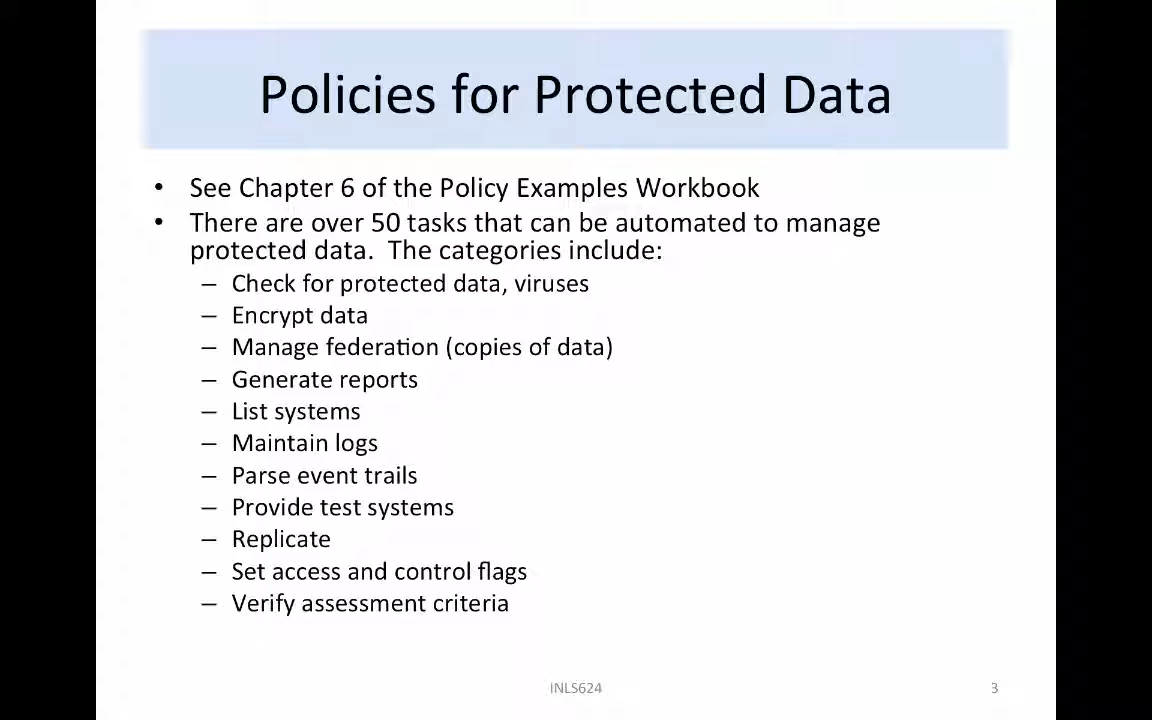 Policies for Protected Data
• See Chapter 6 of the Policy Examples Workbook
• There are over 50 tasks that can be automated to manage
protected data.  The categories include:
– Check for protected data, viruses
– Encrypt data
– Manage federation (copies of data)
– Generate reports
– List systems
– Maintain logs
– Parse event trails
– Provide test systems
– Replicate
– Set access and control flags
– Verify assessment criteria
INLS624
3